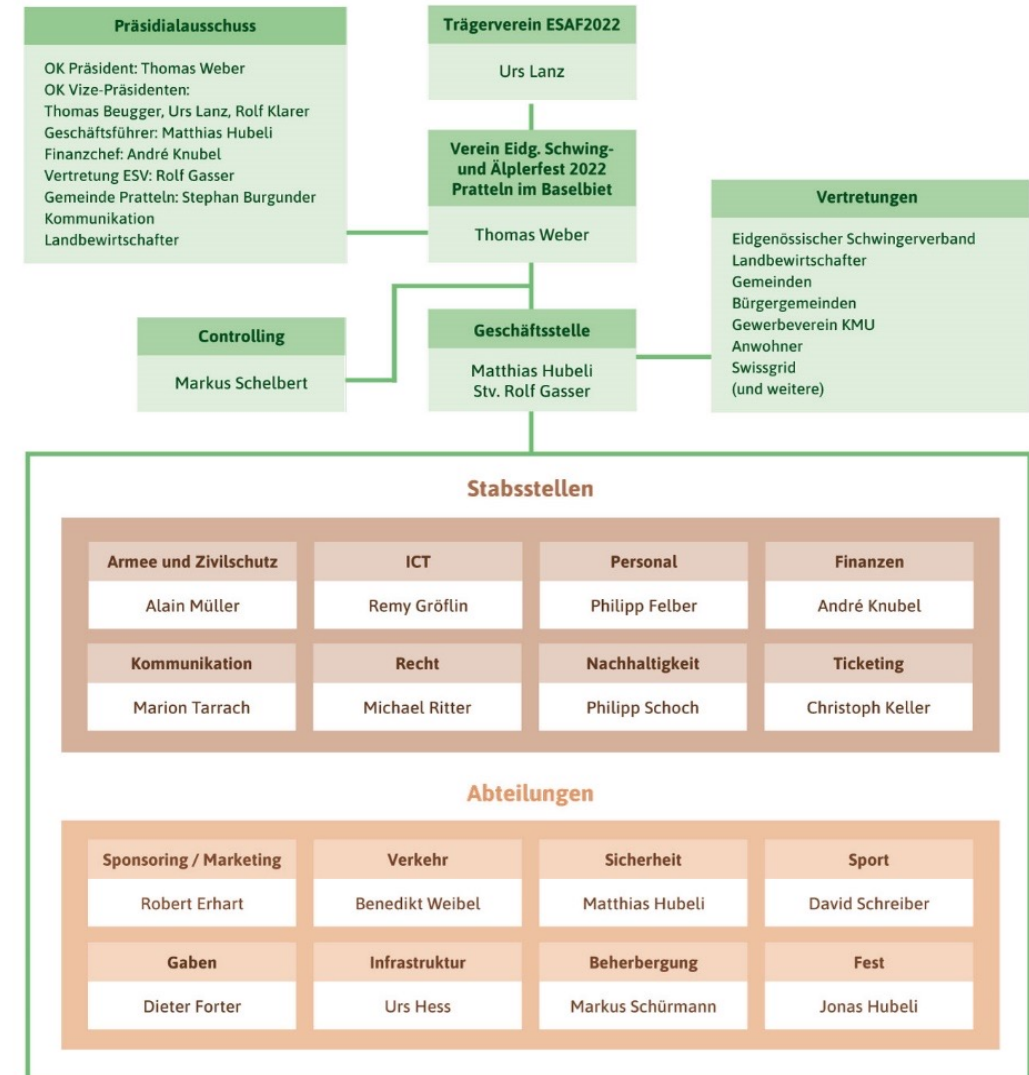 Präsidialausschuss
OK Präsident: Thomas Weber
OK Vize-Präsidenten:
Thomas Beugger, Urs Lanz, Rolf Klarer
Geschäftsführer: Matthias Hubeli
Finanzchef: André Knubel
Vertretung ESV: Rolf Gasser
Gemeinde Pratteln: Stephan Burgunder
Kommunikation
Landbewirtschafter
Trägerverein ESAF2022
Urs Lanz
Verein Eidg. Schwing-
und Älplerfest 2022
Pratteln im Baselbiet
Thomas Weber
Vertretungen
Eidgenössischer Schwingerverband
Landbewirtschafter
Gemeinden
Bürgergemeinden
Gewerbeverein KMU
Anwohner
Swissgrid
(und weitere)
Controlling
Markus Schelbert
Geschäftsstelle
Matthias Hubeli
Stv. Rolf Gasser
Stabsstellen
Armee und Zivilschutz
Alain Müller
ICT
Remy Gröflin
Personal
Philipp Felber
Finanzen
André Knubel
Kommunikation
Marion Tarrach
Recht
Michael Ritter
Nachhaltigkeit
Philipp Schoch
Ticketing
Christoph Keller
Abteilungen
Sponsoring / Marketing
Robert Erhart
Verkehr
Benedikt Weibel
Sicherheit
Matthias Hubeli
Sport
David Schreiber
Gaben
Dieter Forter
Infrastruktur
Urs Hess
Beherbergung
Markus Schürmann
Fest
Jonas Hubeli